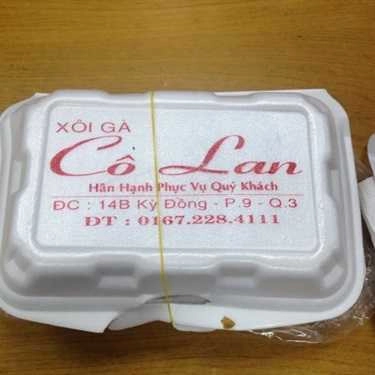 XÔI GÀ
Cô Lan
Hân Hạnh Phục Vụ Quý Khách
ĐC : 14B Kỳ Đồng - P.9 - Q.3
ĐT : 0167.228.4111